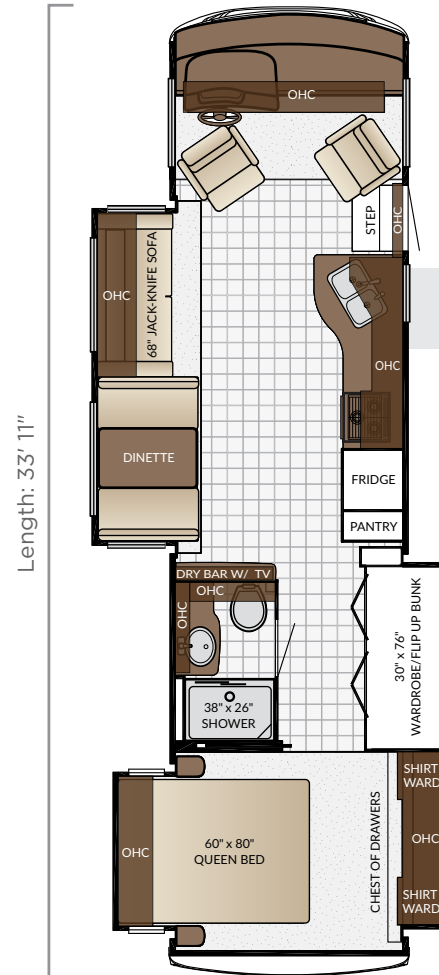 OHC
STEP
OHC
OHC
68" JACK-KNIFE SOFA
OHC
DINETTE
Length: 33' 11"
FRIDGE
PANTRY
DRY BAR W/ TV
OHC
OHC
30" x 76"
WARDROBE/FLIP UP BUNK
38" x 26"
SHOWER
SHIRT
WARD
OHC
60" x 80"
QUEEN BED
CHEST OF DRAWERS
OHC
SHIRT
WARD